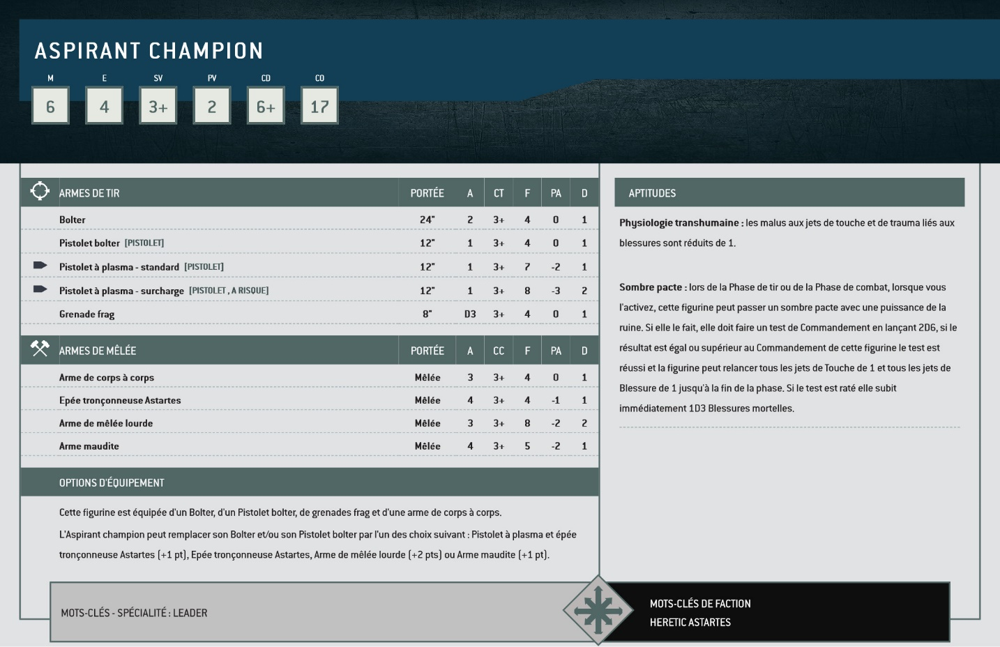 ASPIRANT CHAMPION
M E SV PV CD CO
6 4 3+ 2 6+ 17
ARMES DE TIR PORTÉE A CT F PA D
Bolter 24" 2 3+ 4 0 1
Pistolet bolter [PISTOLET] 12" 1 3+ 4 0 1
Pistolet à plasma - standard [PISTOLET] 12" 1 3+ 7 -2 1
Pistolet à plasma - surcharge [PISTOLET , A RISQUE] 12" 1 3+ 8 -3 2
Grenade frag 8" D3 3+ 4 0 1
ARMES DE MÊLÉE PORTÉE A CC F PA D
Arme de corps à corps Mêlée 3 3+ 4 0 1
Epée tronçonneuse Astartes Mêlée 4 3+ 4 -1 1
Arme de mêlée lourde Mêlée 3 3+ 8 -2 2
Arme maudite Mêlée 4 3+ 5 -2 1
OPTIONS D'ÉQUIPEMENT
Cette figurine est équipée d'un Bolter, d'un Pistolet bolter, de grenades frag et d'une arme de corps à corps.
L'Aspirant champion peut remplacer son Bolter et/ou son Pistolet bolter par l'un des choix suivant : Pistolet à plasma et épée
tronçonneuse Astartes (+1 pt), Epée tronçonneuse Astartes, Arme de mêlée lourde (+2 pts) ou Arme maudite (+1 pt).
APTITUDES
Physiologie transhumaine : les malus aux jets de touche et de trauma liés aux
blessures sont réduits de 1.
Sombre pacte : lors de la Phase de tir ou de la Phase de combat, lorsque vous
l'activez, cette figurine peut passer un sombre pacte avec une puissance de la
ruine. Si elle le fait, elle doit faire un test de Commandement en lançant 2D6, si le
résultat est égal ou supérieur au Commandement de cette figurine le test est
réussi et la figurine peut relancer tous les jets de Touche de 1 et tous les jets de
Blessure de 1 jusqu'à la fin de la phase. Si le test est raté elle subit
immédiatement 1D3 Blessures mortelles.
MOTS-CLÉS - SPÉCIALITÉ : LEADER
MOTS-CLÉS DE FACTION
HERETIC ASTARTES